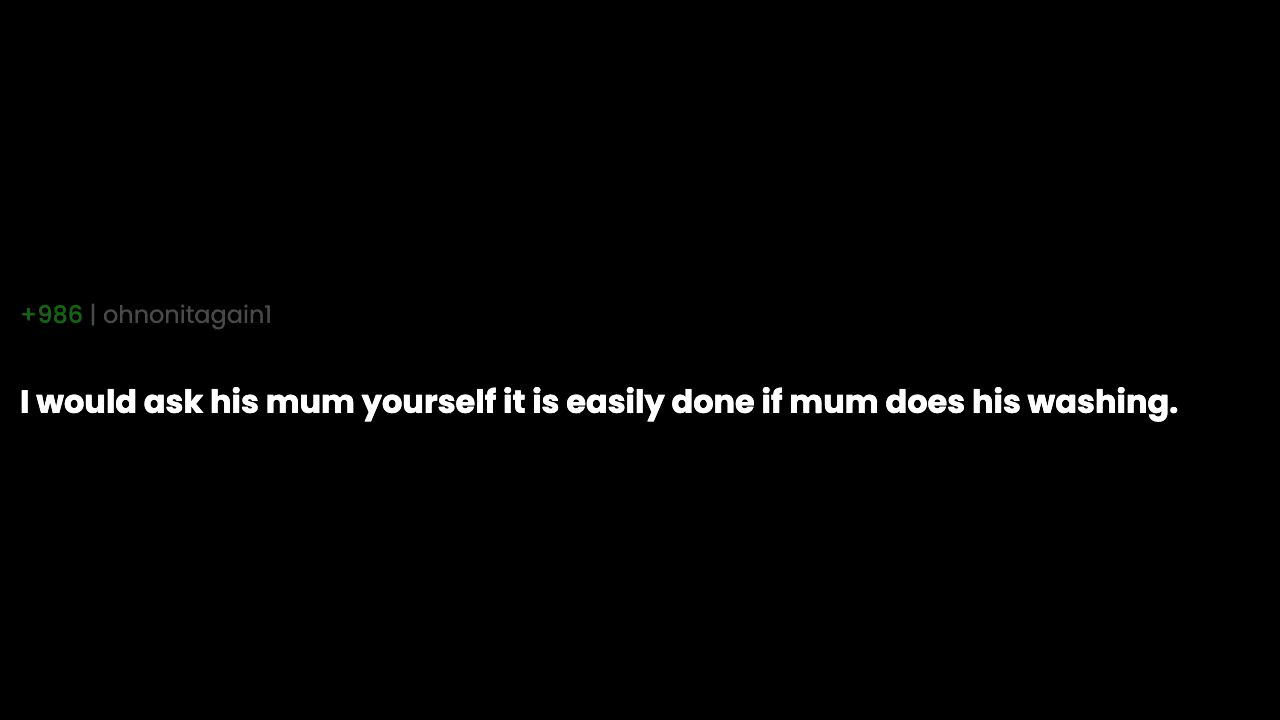 +986 | ohnonitagain1
I would ask his mum yourself it is easily done if mum does his washing.